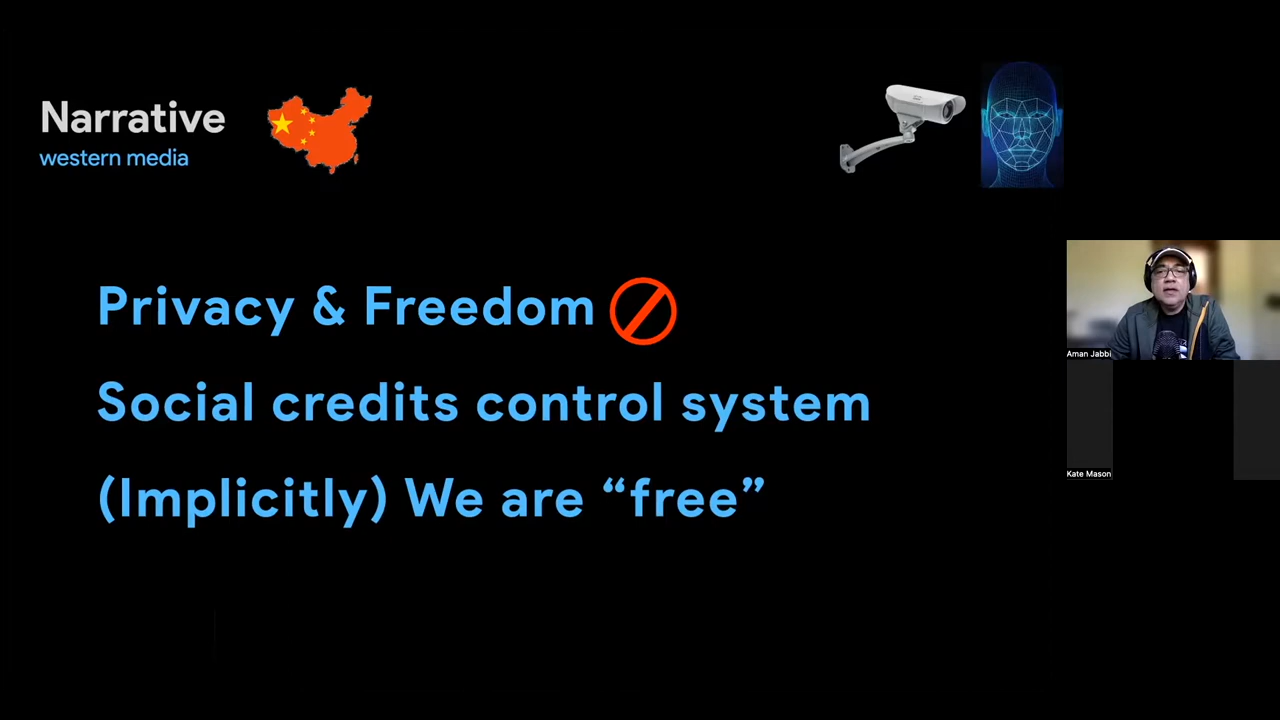 Narrative
western media
Privacy & Freedom
Social credits control system
(Implicitly) We are “free”
Aman Jabbi
Kate Mason